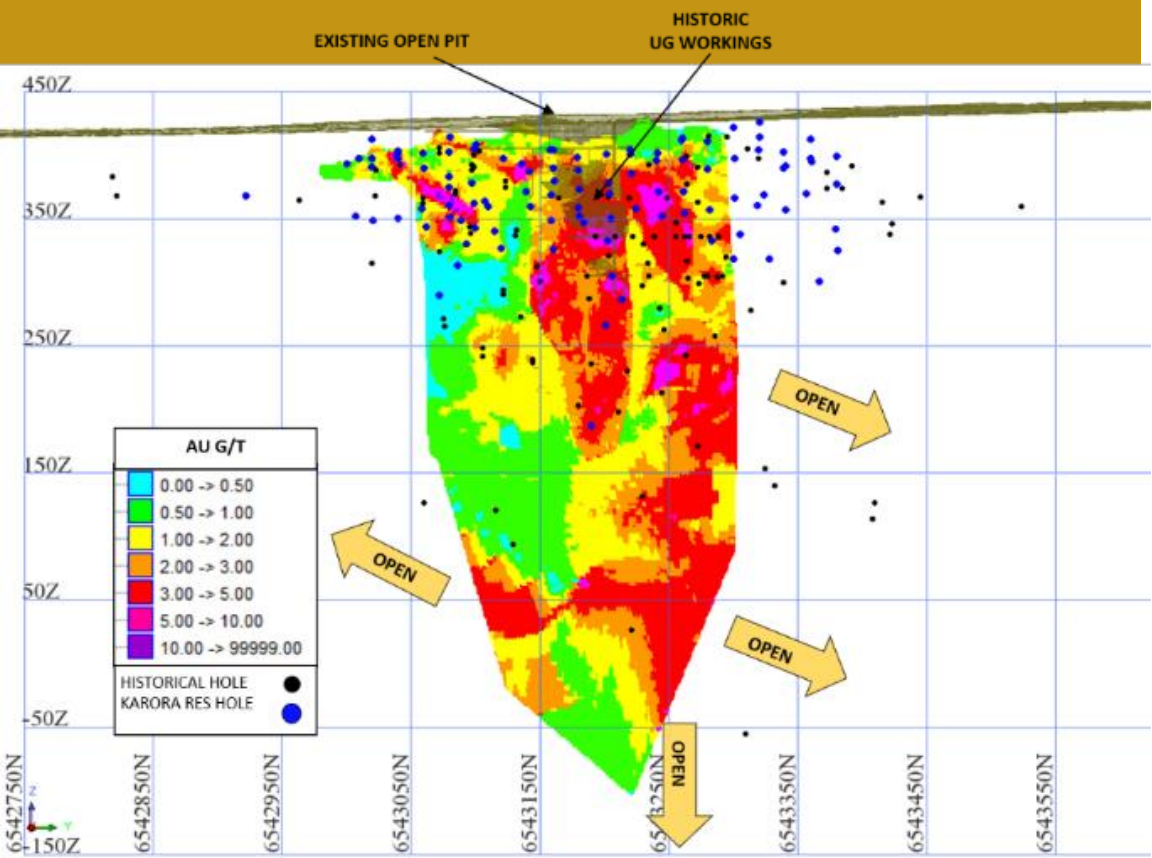 HISTORIC
UG WORKINGS
EXISTING OPEN PIT
450Z
350Z
250Z
OPEN
AU G/T
150Z
0.00 -> 0.50
0.50 -> 1.00
1.00 -> 2.00
2.00 -> 3.00
3.00 -> 5.00
5.00 -> 10.00
10.00 -> 99999.00
HISTORICAL HOLE
KARORA RES HOLE
OPEN
50Z
OPEN
-50Z
OPEN
6542750N
6542850N
6542950N
6543050N
6543150N
6543250N
6543350N
6543450N
6543550N
Z
Y
-150Z